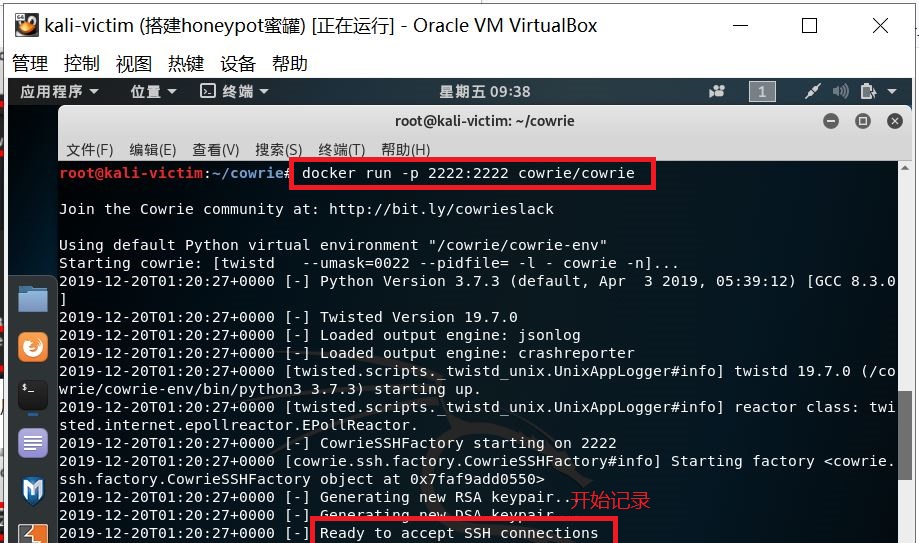 kali-victim (搭建honeypot蜜罐) [正在运行] - Oracle VM VirtualBox
管理 控制 视图 热键 设备 帮助
应用程序 位置 终端 星期五 09:38 1
root@kali-victim: ~/cowrie
文件(F) 编辑(E) 查看(V) 搜索(S) 终端(T) 帮助(H)
root@kali-victim:~/cowrie# docker run -p 2222:2222 cowrie/cowrie
Join the Cowrie community at: http://bit.ly/cowrieslack
Using default Python virtual environment "/cowrie/cowrie-env"
Starting cowrie: [twistd   --umask=0022 --pidfile= -l - cowrie -n]...
2019-12-20T01:20:27+0000 [-] Python Version 3.7.3 (default, Apr  3 2019, 05:39:12) [GCC 8.3.0
]
2019-12-20T01:20:27+0000 [-] Twisted Version 19.7.0
2019-12-20T01:20:27+0000 [-] Loaded output engine: jsonlog
2019-12-20T01:20:27+0000 [-] Loaded output engine: crashreporter
2019-12-20T01:20:27+0000 [twisted.scripts._twistd_unix.UnixAppLogger#info] twistd 19.7.0 (/co
wrie/cowrie-env/bin/python3 3.7.3) starting up.
2019-12-20T01:20:27+0000 [twisted.scripts._twistd_unix.UnixAppLogger#info] reactor class: twi
sted.internet.epollreactor.EPollReactor.
2019-12-20T01:20:27+0000 [-] CowrieSSHFactory starting on 2222
2019-12-20T01:20:27+0000 [cowrie.ssh.factory.CowrieSSHFactory#info] Starting factory <cowrie.
ssh.factory.CowrieSSHFactory object at 0x7faf9add0550>
2019-12-20T01:20:27+0000 [-] Generating new RSA keypair... 开始记录
2019-12-20T01:20:27+0000 [-] Generating new DSA keypair...
2019-12-20T01:20:27+0000 [-] Ready to accept SSH connections